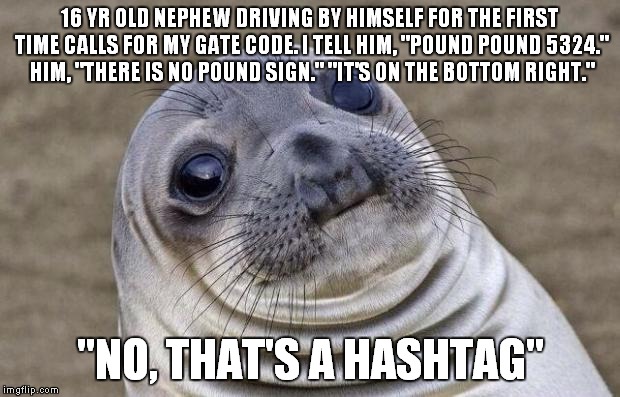 16 YR OLD NEPHEW DRIVING BY HIMSELF FOR THE FIRST
TIME CALLS FOR MY GATE CODE. I TELL HIM, "POUND POUND 5324."
HIM, "THERE IS NO POUND SIGN." "IT'S ON THE BOTTOM RIGHT."
"NO, THAT'S A HASHTAG"
imgflip.com